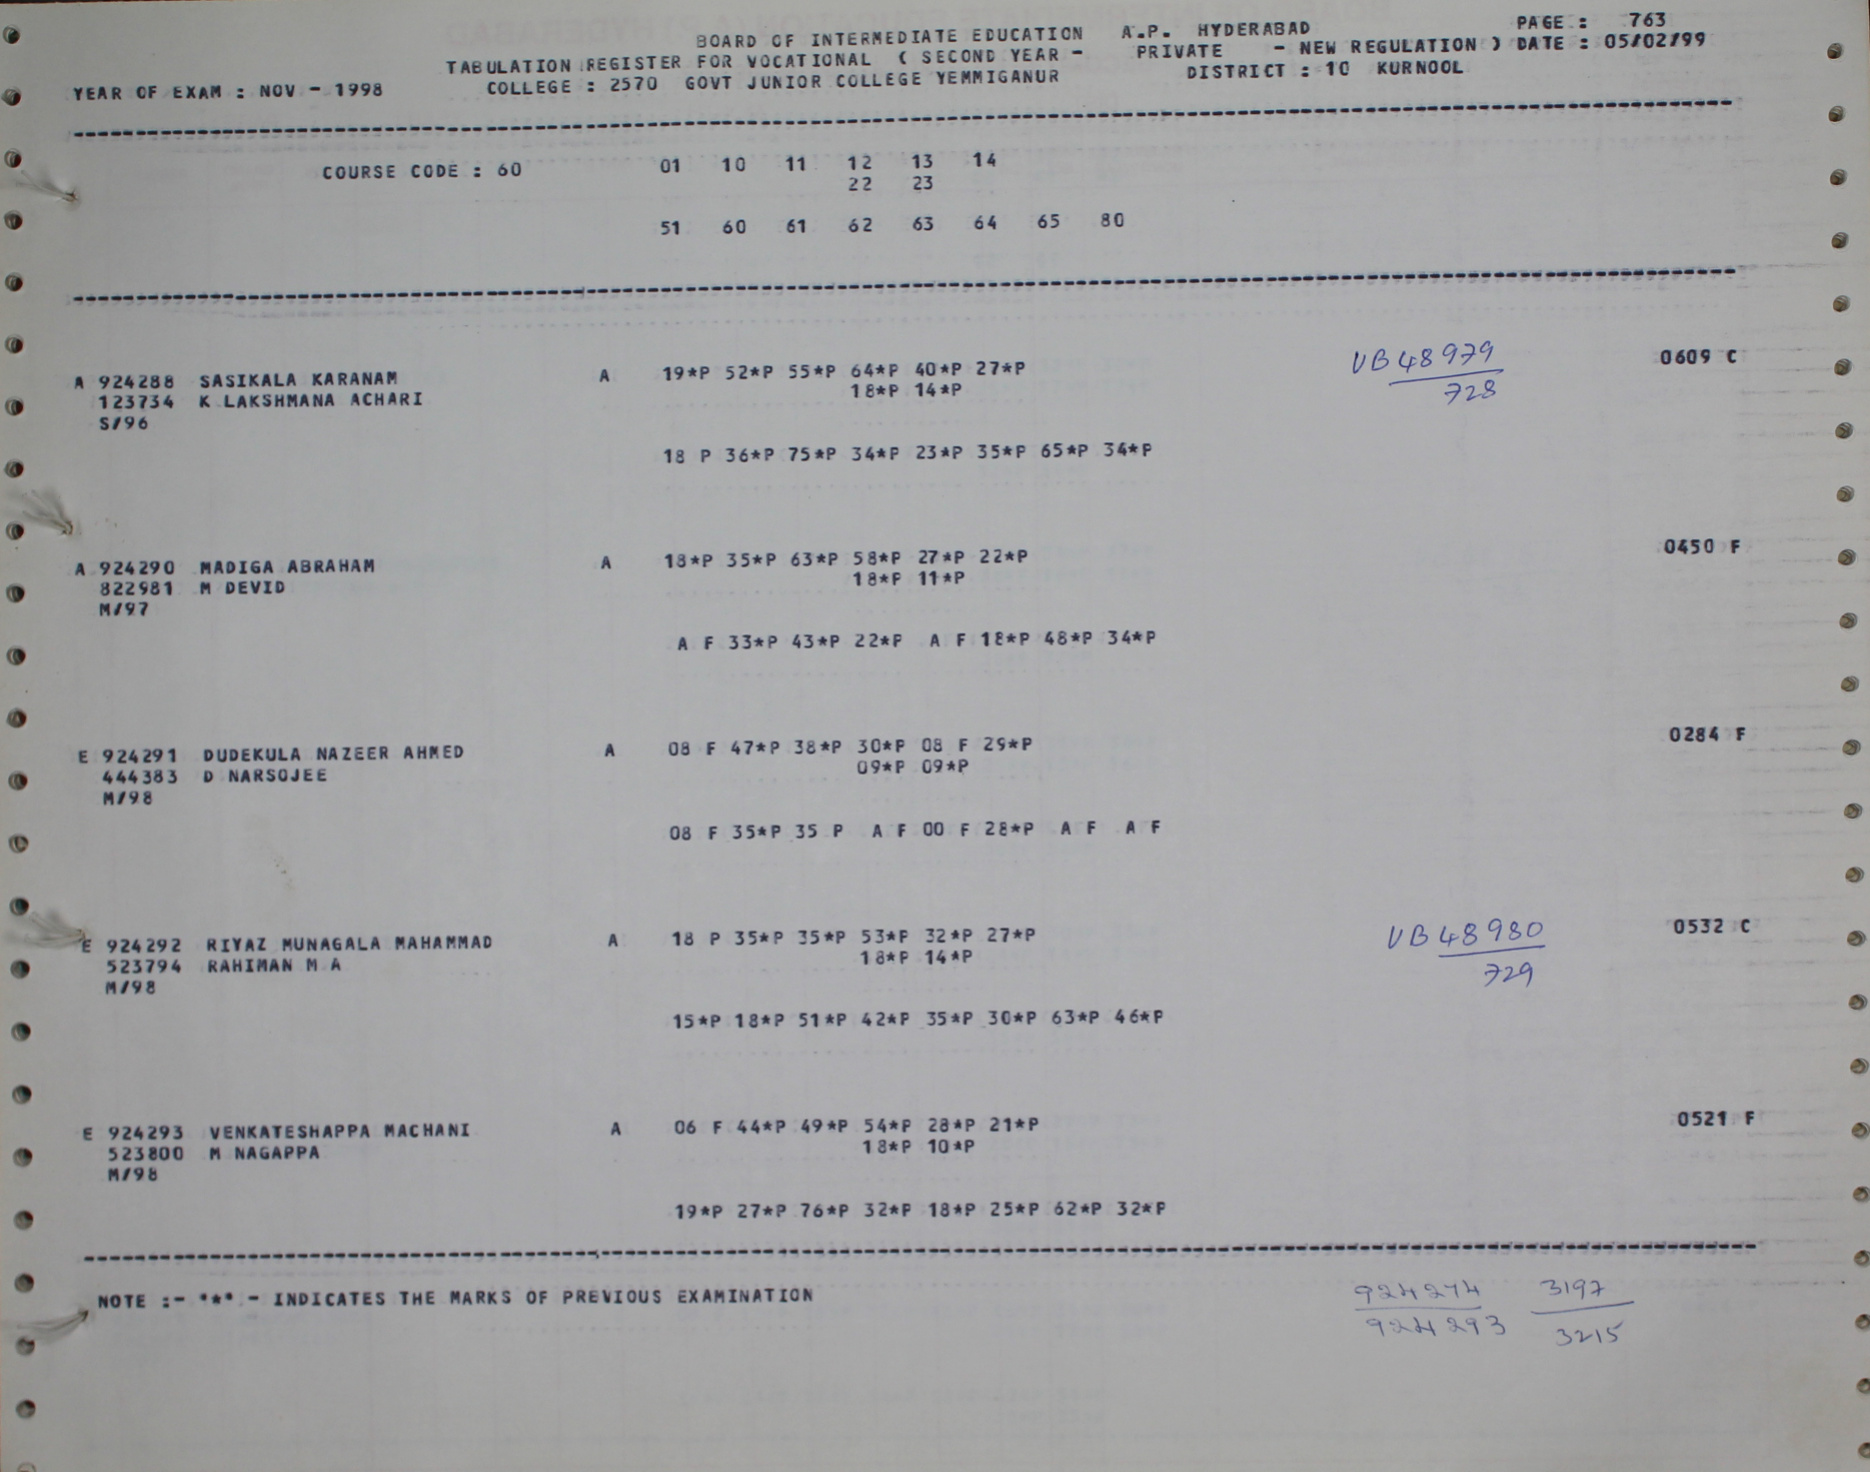 BOARD OF INTERMEDIATE EDUCATION A.P. HYDERABAD PAGE : 763
TABULATION REGISTER FOR VOCATIONAL ( SECOND YEAR - PRIVATE - NEW REGULATION ) DATE : 05/02/99
YEAR OF EXAM : NOV - 1998 COLLEGE : 2570 GOVT JUNIOR COLLEGE YEMMIGANUR DISTRICT : 10 KURNOOL
COURSE CODE : 60 01 10 11 12 13 14
22 23
51 60 61 62 63 64 65 80
A 924288 SASIKALA KARANAM A 19*P 52*P 55*P 64*P 40*P 27*P VB48979 0609 C
123734 K LAKSHMANA ACHARI 18*P 14*P 728
S/96
18 P 36*P 75*P 34*P 23*P 35*P 65*P 34*P
A 924290 MADIGA ABRAHAM A 18*P 35*P 63*P 58*P 27*P 22*P 0450 F
822981 M DEVID 18*P 11*P
M/97
A F 33*P 43*P 22*P A F 18*P 48*P 34*P
E 924291 DUDEKULA NAZEER AHMED A 08 F 47*P 38*P 30*P 08 F 29*P 0284 F
444383 D NARSOJEE 09*P 09*P
M/98
08 F 35*P 35 P A F 00 F 28*P A F A F
E 924292 RIYAZ MUNAGALA MAHAMMAD A 18 P 35*P 35*P 53*P 32*P 27*P VB48980 0532 C
523794 RAHIMAN M A 18*P 14*P 729
M/98
15*P 18*P 51*P 42*P 35*P 30*P 63*P 46*P
E 924293 VENKATESHAPPA MACHANI A 06 F 44*P 49*P 54*P 28*P 21*P 0521 F
523800 M NAGAPPA 18*P 10*P
M/98
19*P 27*P 76*P 32*P 18*P 25*P 62*P 32*P
NOTE :- "*" - INDICATES THE MARKS OF PREVIOUS EXAMINATION 924274 3197
924293 3215